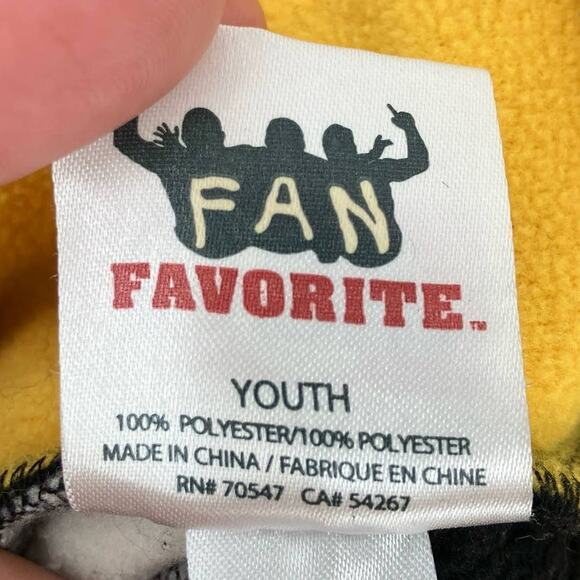 FAN
FAVORITE™
YOUTH
100% POLYESTER/100% POLYESTER
MADE IN CHINA / FABRIQUE EN CHINE
RN# 70547 CA# 54267